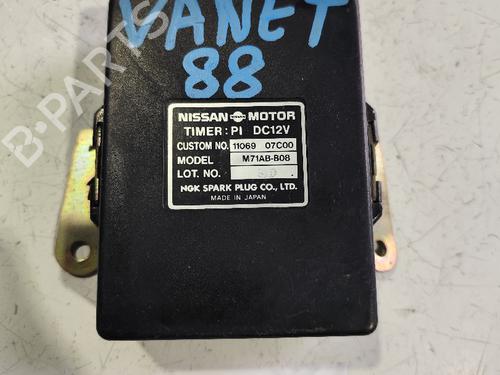 VANET
88
NISSAN MOTOR
TIMER: PI DC12V
CUSTOM NO. 11069 07C00
MODEL M71AB-B08
LOT. NO.
NGK SPARK PLUG CO., LTD.
MADE IN JAPAN
B-PARTS